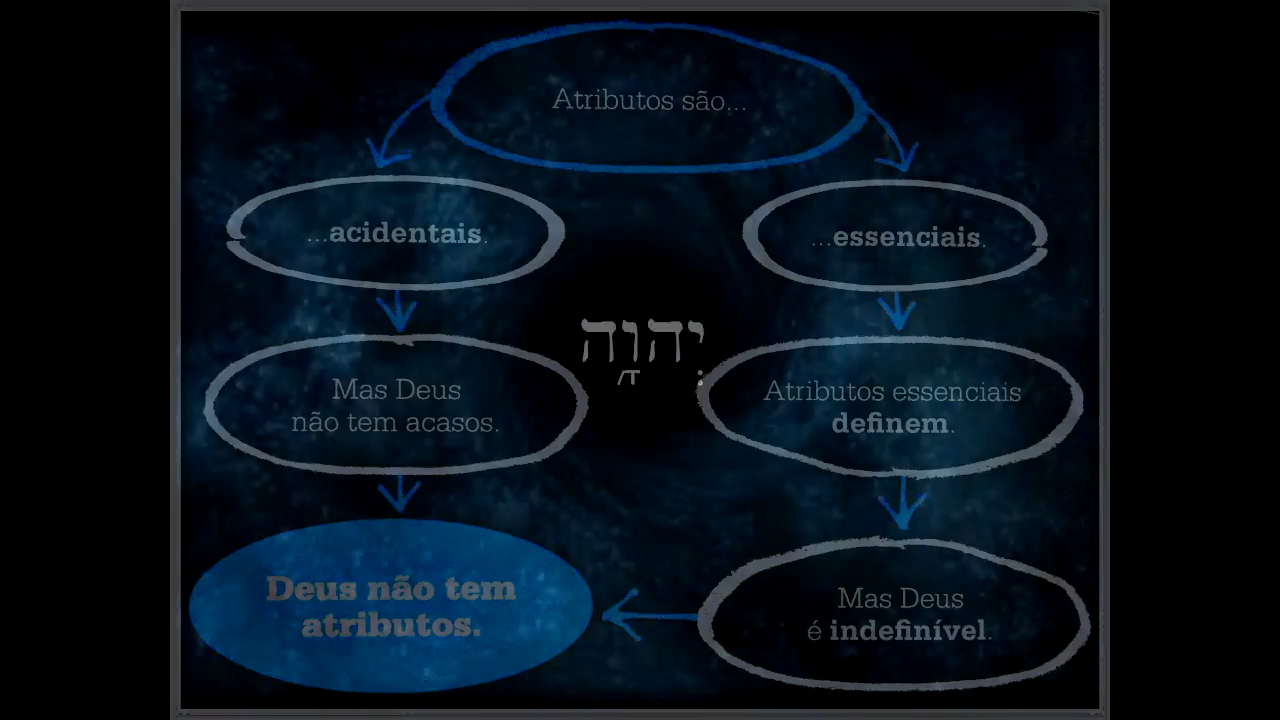 Atributos são...
...acidentais.
...essenciais.
יְהוָה
Mas Deus
não tem acasos.
Atributos essenciais
definem.
Deus não tem
atributos.
Mas Deus
é indefinível.